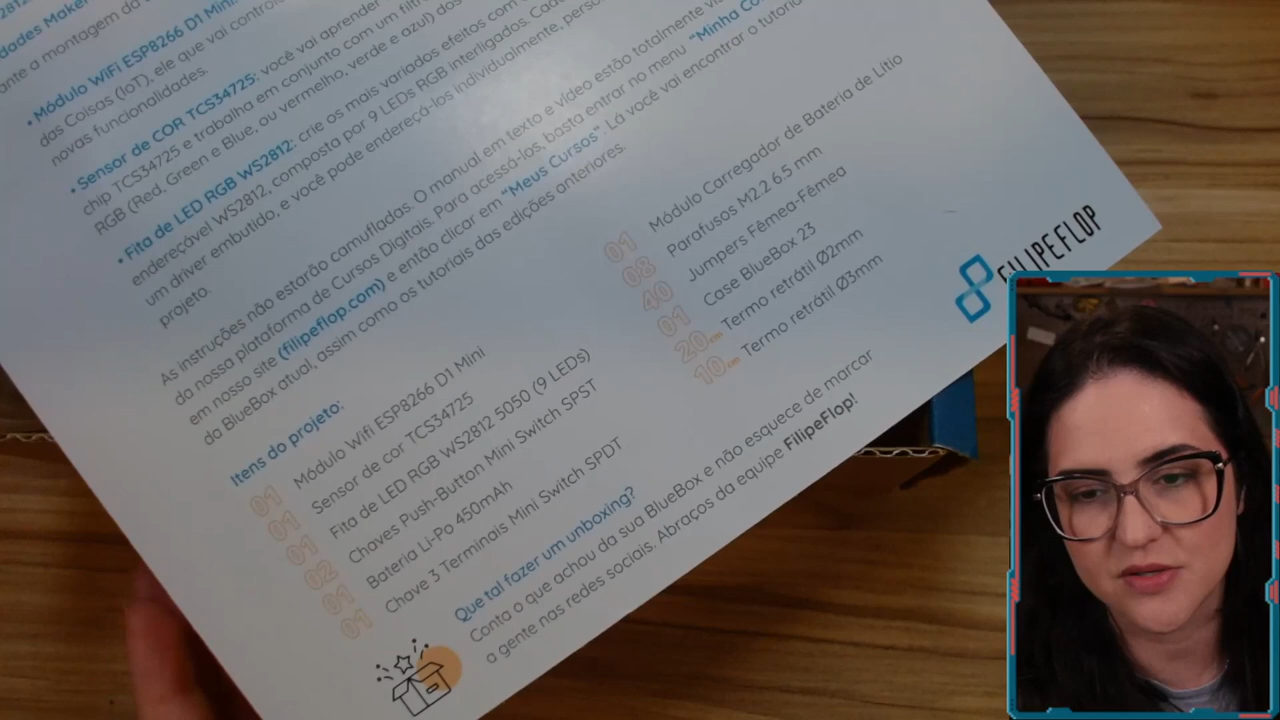 2812:
dades Maker
ante a montagem do
• Módulo WiFi ESP8266 D1 Mini:
das Coisas (IoT), ele que vai control
novas funcionalidades.
• Sensor de COR TCS34725: você vai aprender
chip TCS34725 e trabalha em conjunto com um filtr
RGB (Red, Green e Blue, ou vermelho, verde e azul) dos
• Fita de LED RGB WS2812: crie os mais variados efeitos com
endereçável WS2812, composta por 9 LEDs RGB interligados. Cada
um driver embutido, e você pode endereçá-los individualmente, perso
projeto.
As instruções não estarão camufladas. O manual em texto e vídeo estão totalmente vi
da nossa plataforma de Cursos Digitais. Para acessá-los, basta entrar no menu "Minha Co
em nosso site (filipeflop.com) e então clicar em "Meus Cursos". Lá você vai encontrar o tutoria
da BlueBox atual, assim como os tutoriais das edições anteriores.
Itens do projeto:
01 Módulo Wifi ESP8266 D1 Mini
01 Sensor de cor TCS34725
01 Fita de LED RGB WS2812 5050 (9 LEDs)
02 Chaves Push-Button Mini Switch SPST
01 Bateria Li-Po 450mAh
01 Chave 3 Terminais Mini Switch SPDT
01 Módulo Carregador de Bateria de Lítio
08 Parafusos M2.2 6.5 mm
40 Jumpers Fêmea-Fêmea
01 Case BlueBox 23
20cm Termo retrátil Ø2mm
10cm Termo retrátil Ø3mm
Que tal fazer um unboxing?
Conta o que achou da sua BlueBox e não esquece de marcar
a gente nas redes sociais. Abraços da equipe FilipeFlop!
FILIPEFLOP